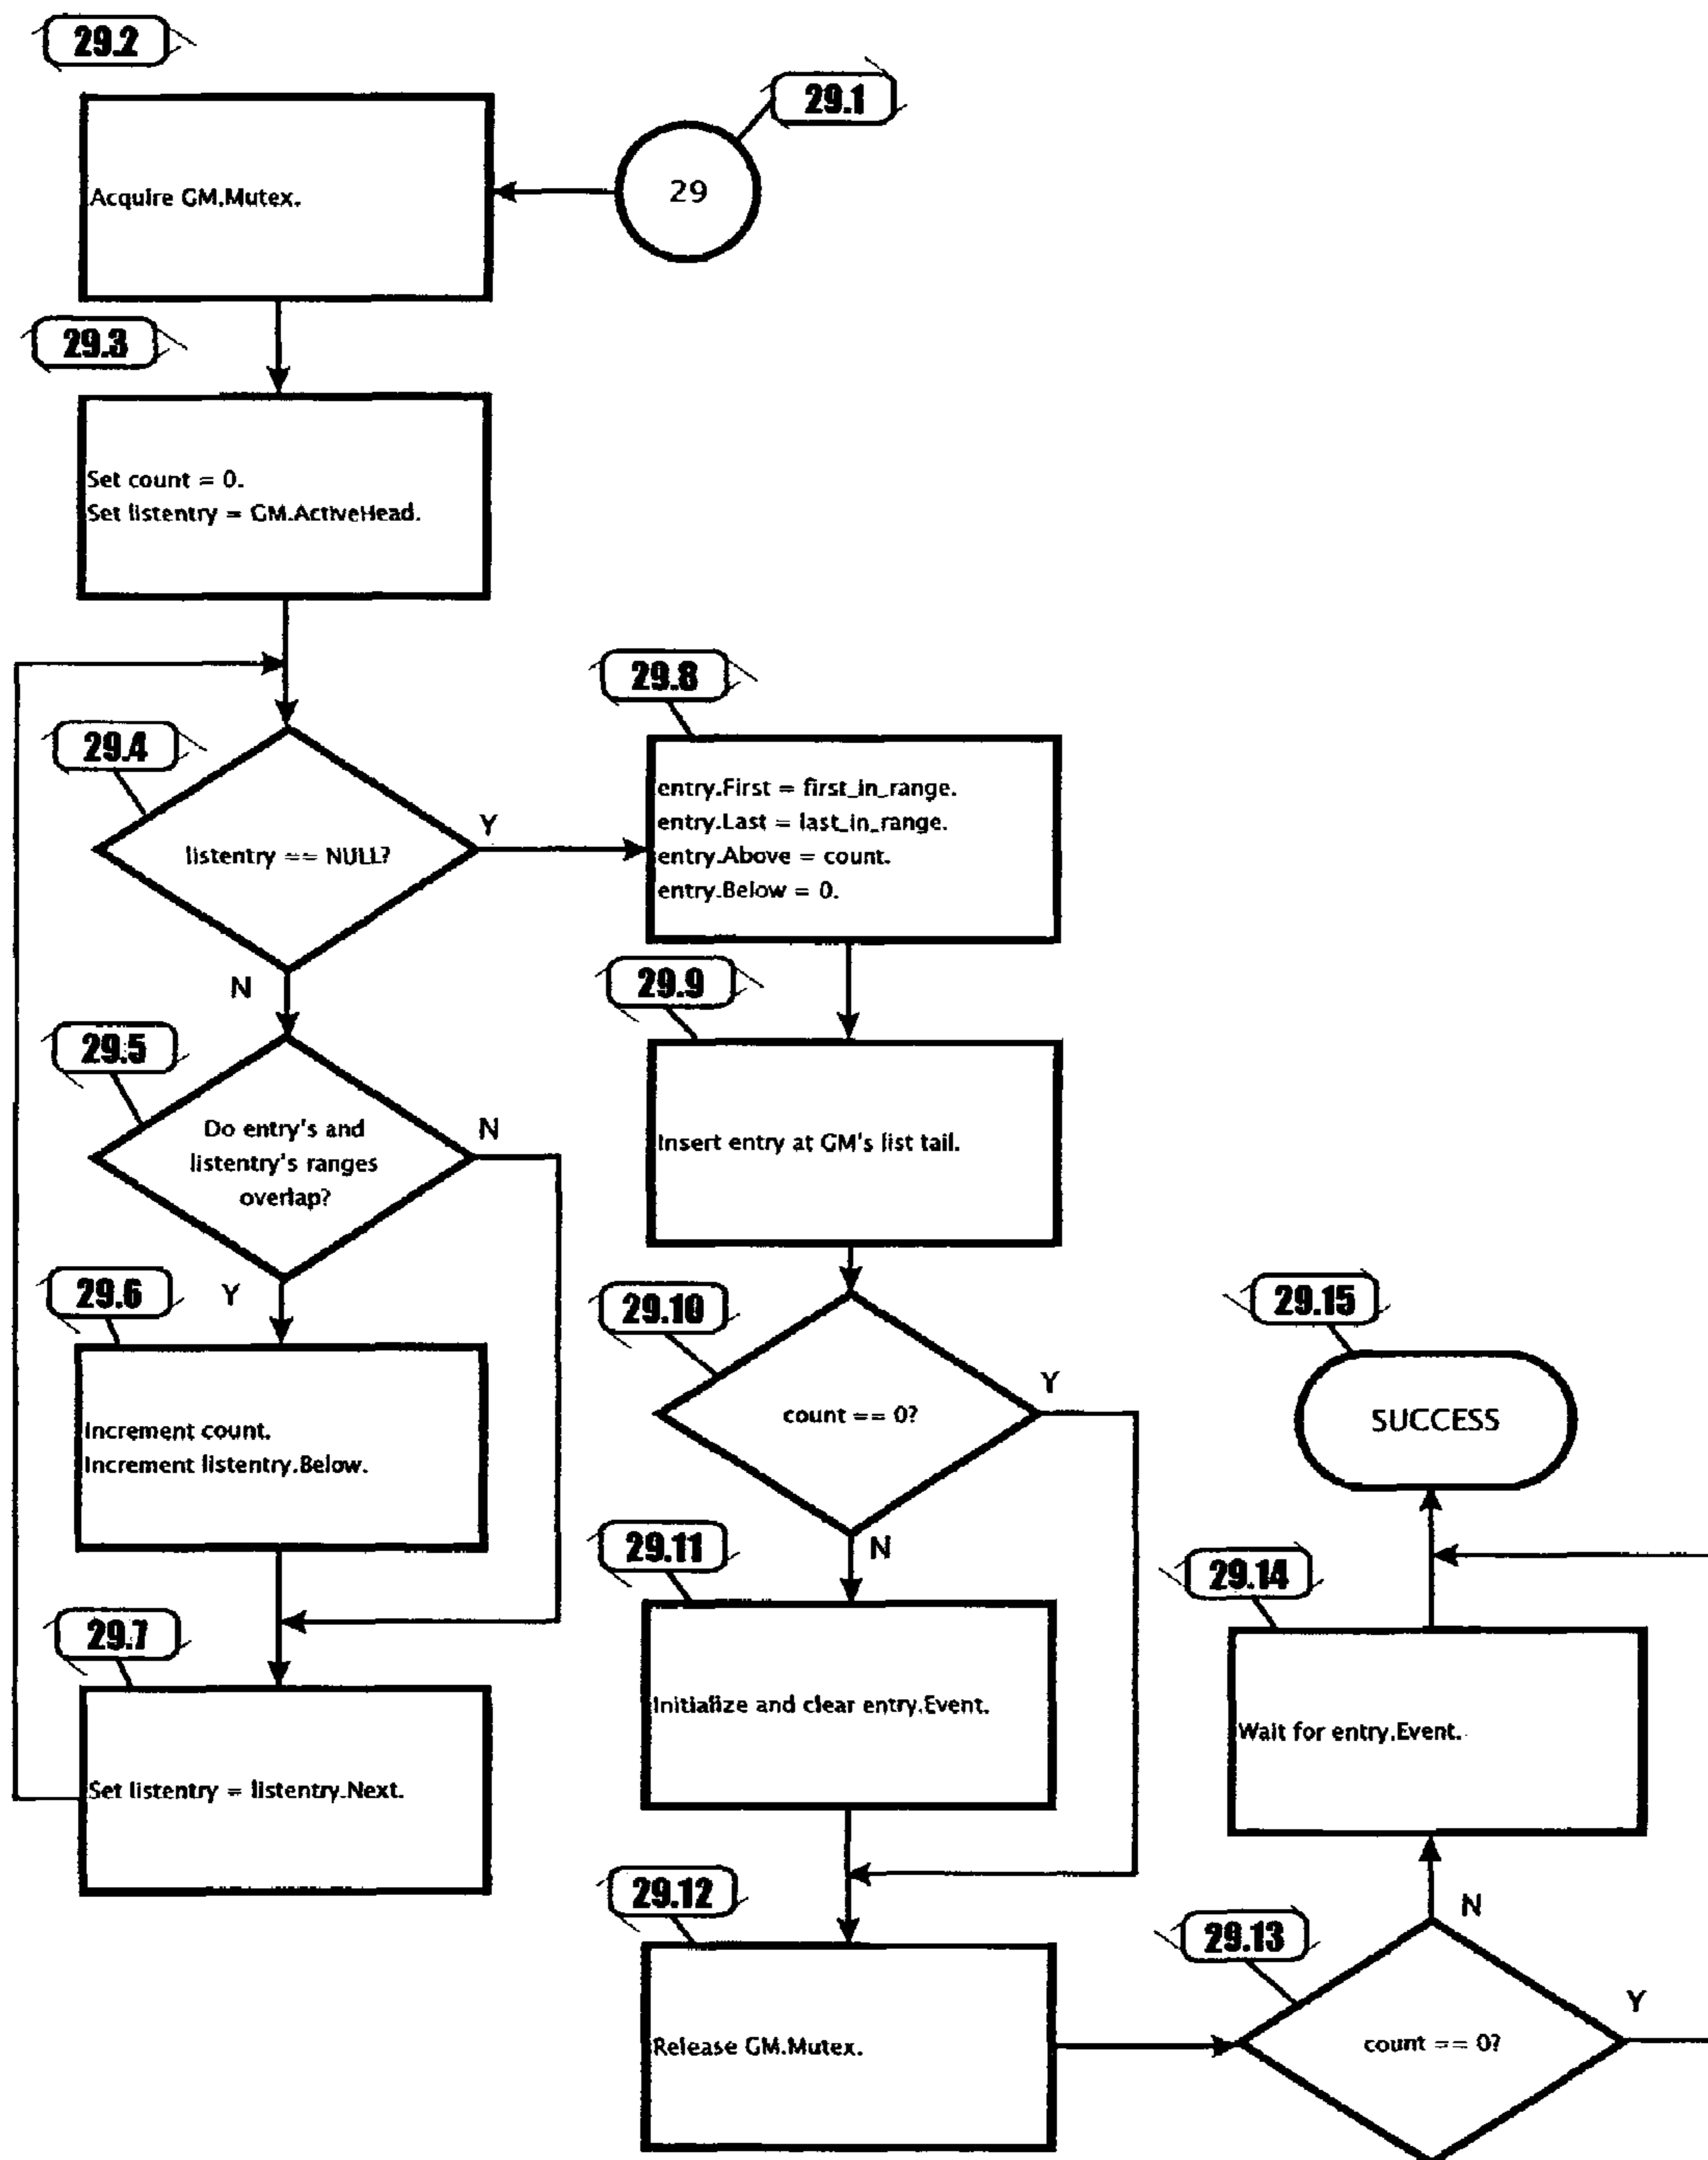 29.2
29.1
Acquire GM.Mutex.
29
29.3
Set count = 0.
Set listentry = GM.ActiveHead.
29.4
listentry == NULL?
Y
N
29.8
entry.First = first_in_range.
entry.Last = last_in_range.
entry.Above = count.
entry.Below = 0.
29.5
Do entry's and
listentry's ranges
overlap?
N
Y
29.9
Insert entry at GM's list tail.
29.6
Increment count.
Increment listentry.Below.
29.10
count == 0?
Y
N
29.7
Set listentry = listentry.Next.
29.11
Initialize and clear entry.Event.
29.12
Release GM.Mutex.
29.15
SUCCESS
29.14
Wait for entry.Event.
N
29.13
count == 0?
Y